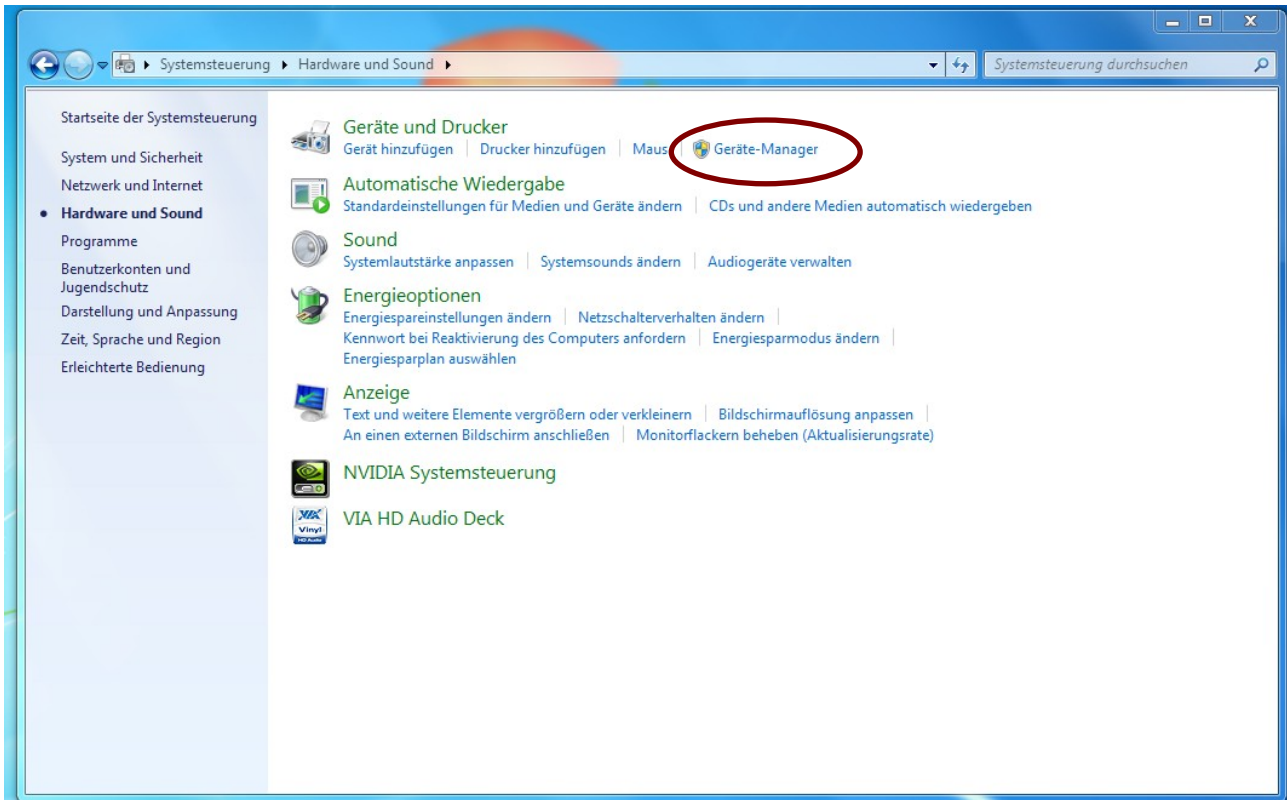 Systemsteuerung Hardware und Sound
Systemsteuerung durchsuchen
Startseite der Systemsteuerung
System und Sicherheit
Netzwerk und Internet
Hardware und Sound
Programme
Benutzerkonten und
Jugendschutz
Darstellung und Anpassung
Zeit, Sprache und Region
Erleichterte Bedienung
Geräte und Drucker
Gerät hinzufügen Drucker hinzufügen Maus Geräte-Manager
Automatische Wiedergabe
Standardeinstellungen für Medien und Geräte ändern CDs und andere Medien automatisch wiedergeben
Sound
Systemlautstärke anpassen Systemsounds ändern Audiogeräte verwalten
Energieoptionen
Energiespareinstellungen ändern Netzschalterverhalten ändern
Kennwort bei Reaktivierung des Computers anfordern Energiesparmodus ändern
Energiesparplan auswählen
Anzeige
Text und weitere Elemente vergrößern oder verkleinern Bildschirmauflösung anpassen
An einen externen Bildschirm anschließen Monitorflackern beheben (Aktualisierungsrate)
NVIDIA Systemsteuerung
VIA HD Audio Deck
VIA
Vinyl
HD Audio